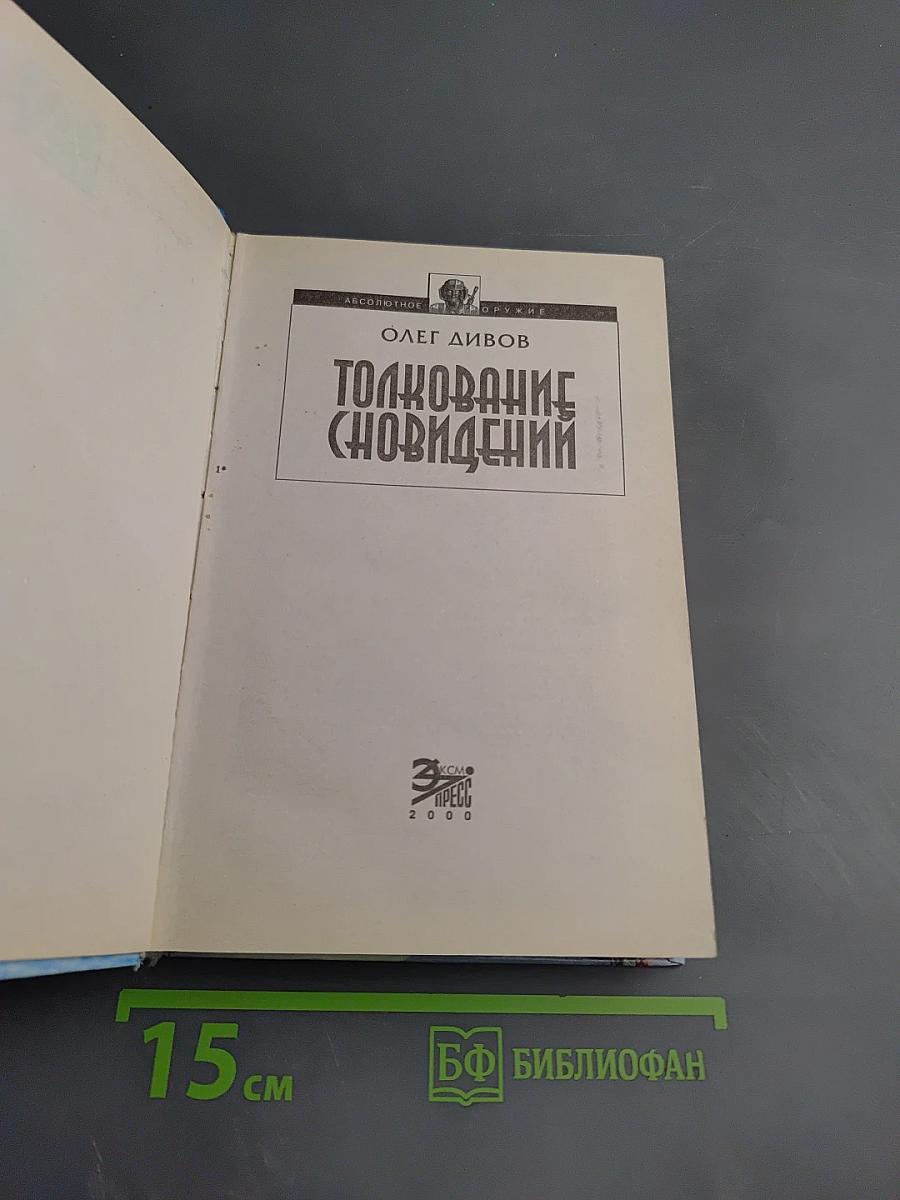 АБСОЛЮТНОЕ ОРУЖИЕ
ОЛЕГ ДИВОВ
ТОЛКОВАНИЕ
СНОВИДЕНИЙ
1*
ЭКСМО
ПРЕСС
2000
15 см
БФ БИБЛИОФАН